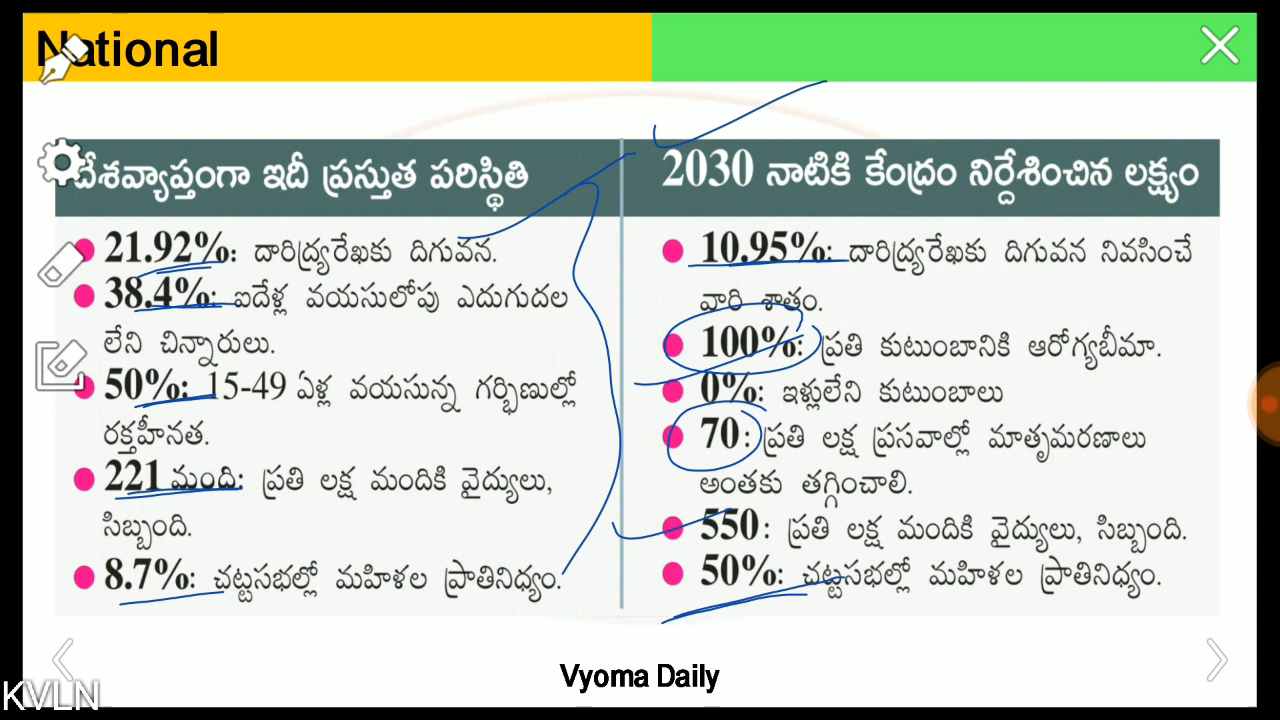 National
దేశవ్యాప్తంగా ఇదీ ప్రస్తుత పరిస్థితి
21.92%: దారిద్ర్యరేఖకు దిగువన.
38.4%: ఐదేళ్ల వయసులోపు ఎదుగుదల
లేని చిన్నారులు.
50%: 15-49 ఏళ్ల వయసున్న గర్భిణుల్లో
రక్తహీనత.
221 మంది: ప్రతి లక్ష మందికి వైద్యులు,
సిబ్బంది.
8.7%: చట్టసభల్లో మహిళల ప్రాతినిధ్యం.
2030 నాటికి కేంద్రం నిర్దేశించిన లక్ష్యం
10.95%: దారిద్ర్యరేఖకు దిగువన నివసించే
వారి శాతం.
100%: ప్రతి కుటుంబానికి ఆరోగ్యబీమా.
0%: ఇళ్లులేని కుటుంబాలు
70: ప్రతి లక్ష ప్రసవాల్లో మాతృమరణాలు
అంతకు తగ్గించాలి.
550: ప్రతి లక్ష మందికి వైద్యులు, సిబ్బంది.
50%: చట్టసభల్లో మహిళల ప్రాతినిధ్యం.
Vyoma Daily
KVLN